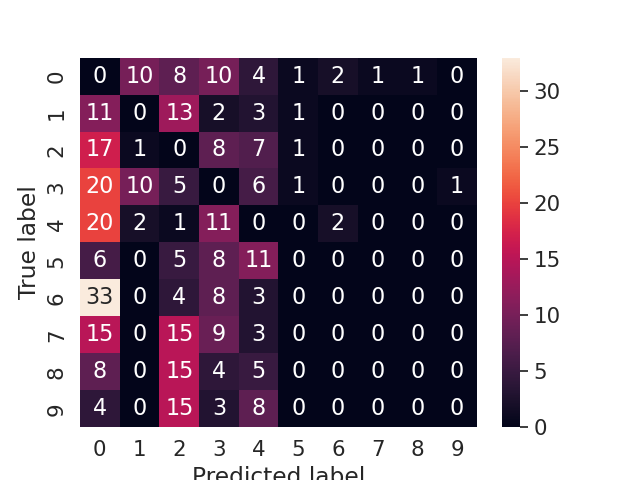 0 0 10 8 10 4 1 2 1 1 0
1 11 0 13 2 3 1 0 0 0 0
2 17 1 0 8 7 1 0 0 0 0
3 20 10 5 0 6 1 0 0 0 1
4 20 2 1 11 0 0 2 0 0 0
5 6 0 5 8 11 0 0 0 0 0
6 33 0 4 8 3 0 0 0 0 0
7 15 0 15 9 3 0 0 0 0 0
8 8 0 15 4 5 0 0 0 0 0
9 4 0 15 3 8 0 0 0 0 0
0 1 2 3 4 5 6 7 8 9
True label
Predicted label
30
25
20
15
10
5
0